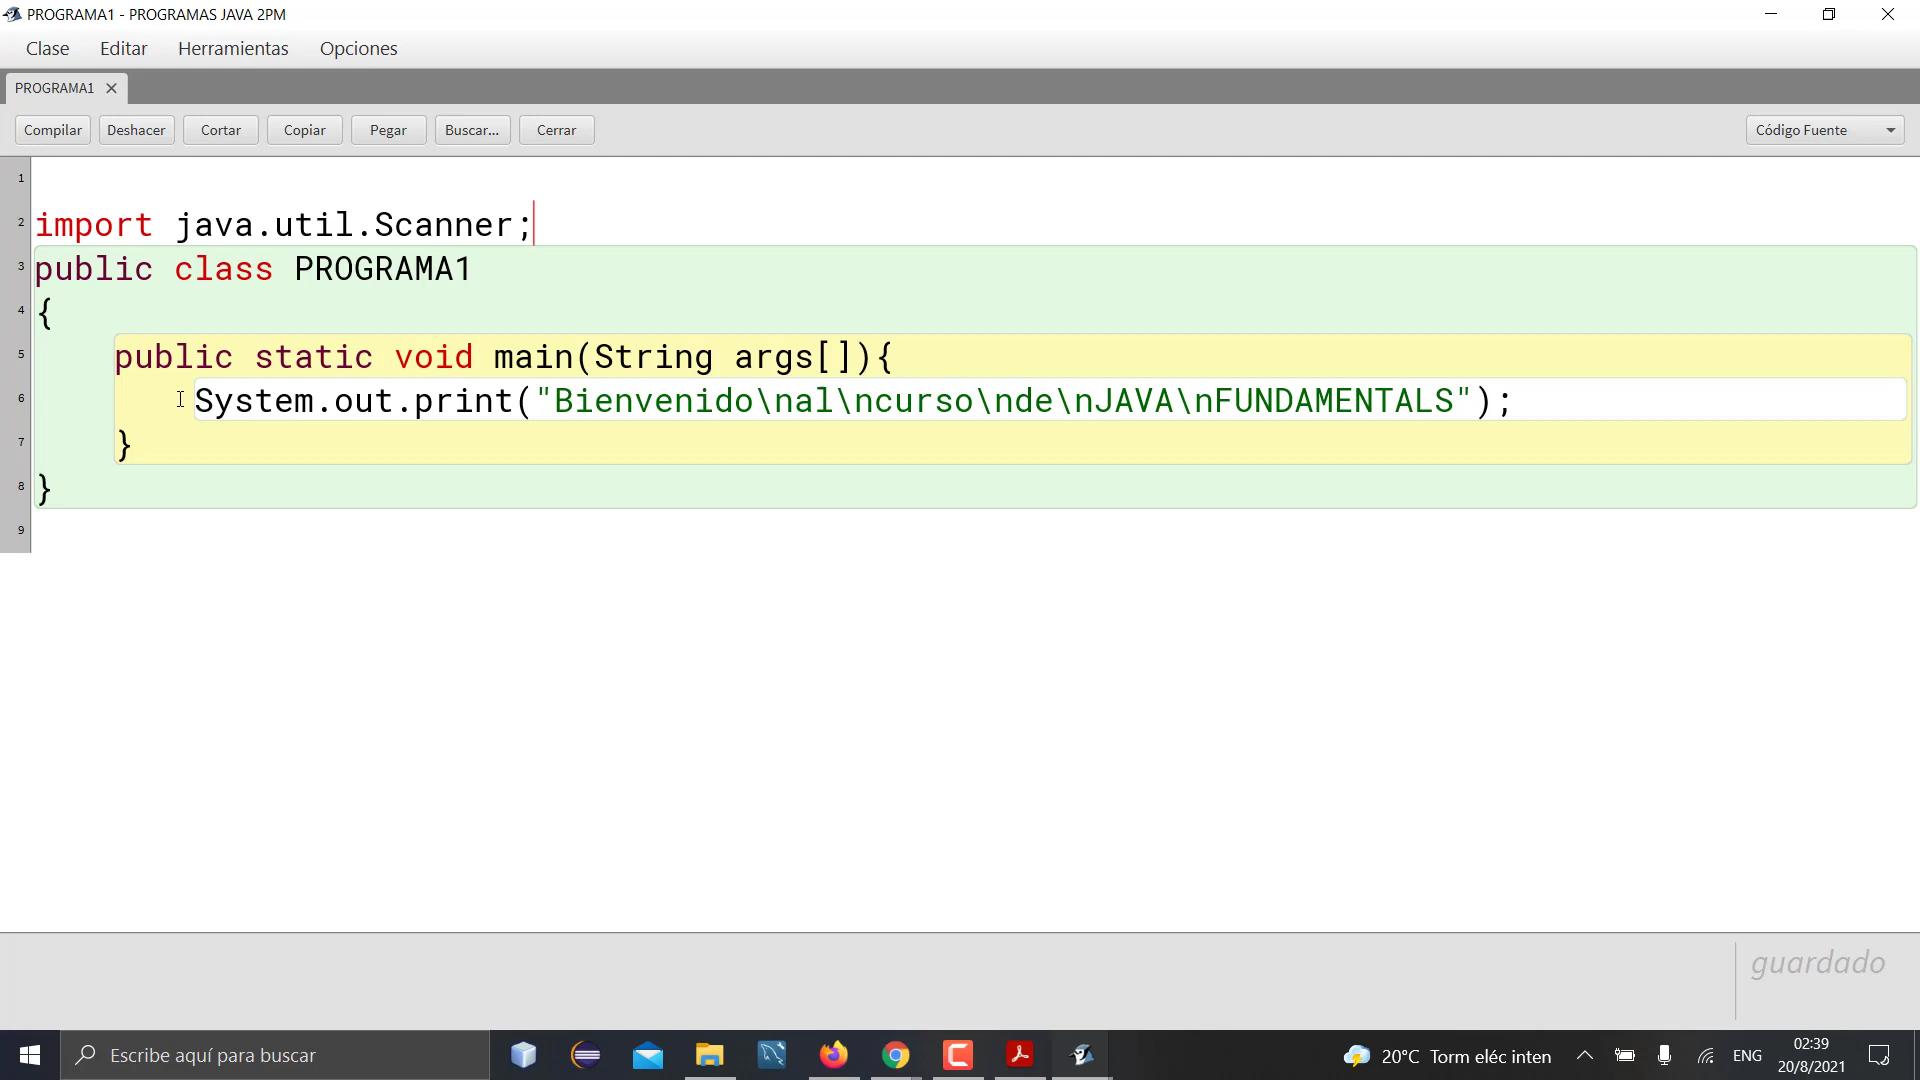 PROGRAMA1 - PROGRAMAS JAVA 2PM
Clase Editar Herramientas Opciones
PROGRAMA1
Compilar Deshacer Cortar Copiar Pegar Buscar... Cerrar Código Fuente
1
2 import java.util.Scanner;
3 public class PROGRAMA1
4 {
5 public static void main(String args[]){
6 System.out.print("Bienvenido\nal\ncurso\nde\nJAVA\nFUNDAMENTALS");
7 }
8 }
9
guardado
Escribe aquí para buscar 20°C Torm eléc inten ENG 02:39
20/8/2021